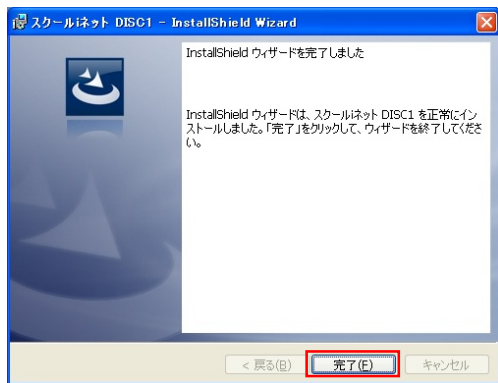 スクールiネット DISC1 - InstallShield Wizard
InstallShield ウィザードを完了しました
InstallShield ウィザードは、スクールiネット DISC1 を正常にイン
ストールしました。「完了」をクリックして、ウィザードを終了してくださ
い。
< 戻る(B)
完了(F)
キャンセル